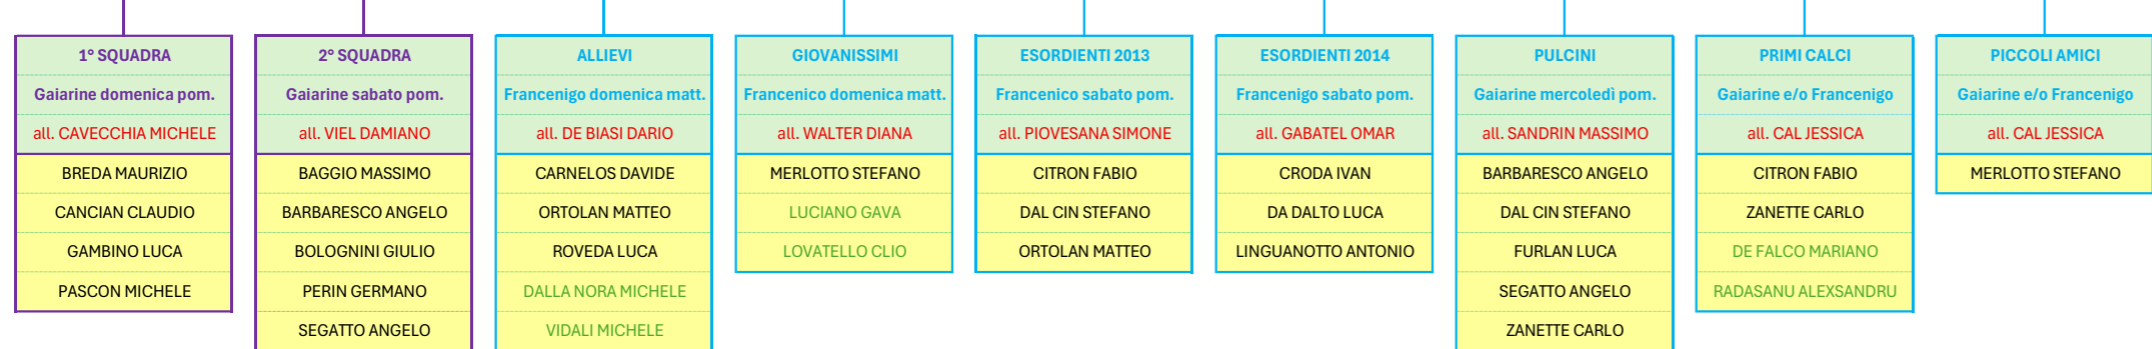 1° SQUADRA
Gaiarine domenica pom.
all. CAVECCHIA MICHELE
BREDA MAURIZIO
CANCIAN CLAUDIO
GAMBINO LUCA
PASCON MICHELE
2° SQUADRA
Gaiarine sabato pom.
all. VIEL DAMIANO
BAGGIO MASSIMO
BARBARESCO ANGELO
BOLOGNINI GIULIO
PERIN GERMANO
SEGATTO ANGELO
ALLIEVI
Francenigo domenica matt.
all. DE BIASI DARIO
CARNELOS DAVIDE
ORTOLAN MATTEO
ROVEDA LUCA
DALLA NORA MICHELE
VIDALI MICHELE
GIOVANISSIMI
Francenico domenica matt.
all. WALTER DIANA
MERLOTTO STEFANO
LUCIANO GAVA
LOVATELLO CLIO
ESORDIENTI 2013
Francenico sabato pom.
all. PIOVESANA SIMONE
CITRON FABIO
DAL CIN STEFANO
ORTOLAN MATTEO
ESORDIENTI 2014
Francenigo sabato pom.
all. GABATEL OMAR
CRODA IVAN
DA DALTO LUCA
LINGUANOTTO ANTONIO
PULCINI
Gaiarine mercoledì pom.
all. SANDRIN MASSIMO
BARBARESCO ANGELO
DAL CIN STEFANO
FURLAN LUCA
SEGATTO ANGELO
ZANETTE CARLO
PRIMI CALCI
Gaiarine e/o Francenigo
all. CAL JESSICA
CITRON FABIO
ZANETTE CARLO
DE FALCO MARIANO
RADASANU ALEXSANDRU
PICCOLI AMICI
Gaiarine e/o Francenigo
all. CAL JESSICA
MERLOTTO STEFANO